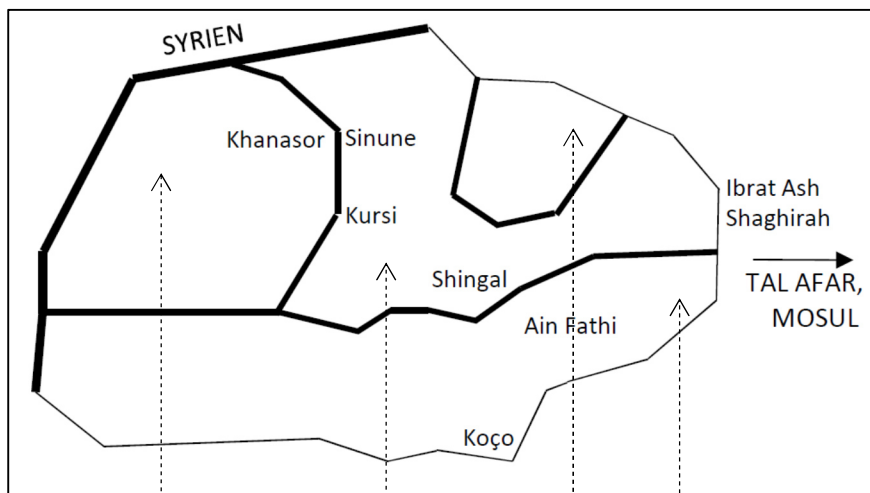 SYRIEN
Khanasor
Sinune
Kursi
Ibrat Ash
Shaghirah
Shingal
TAL AFAR,
MOSUL
Ain Fathi
Koço